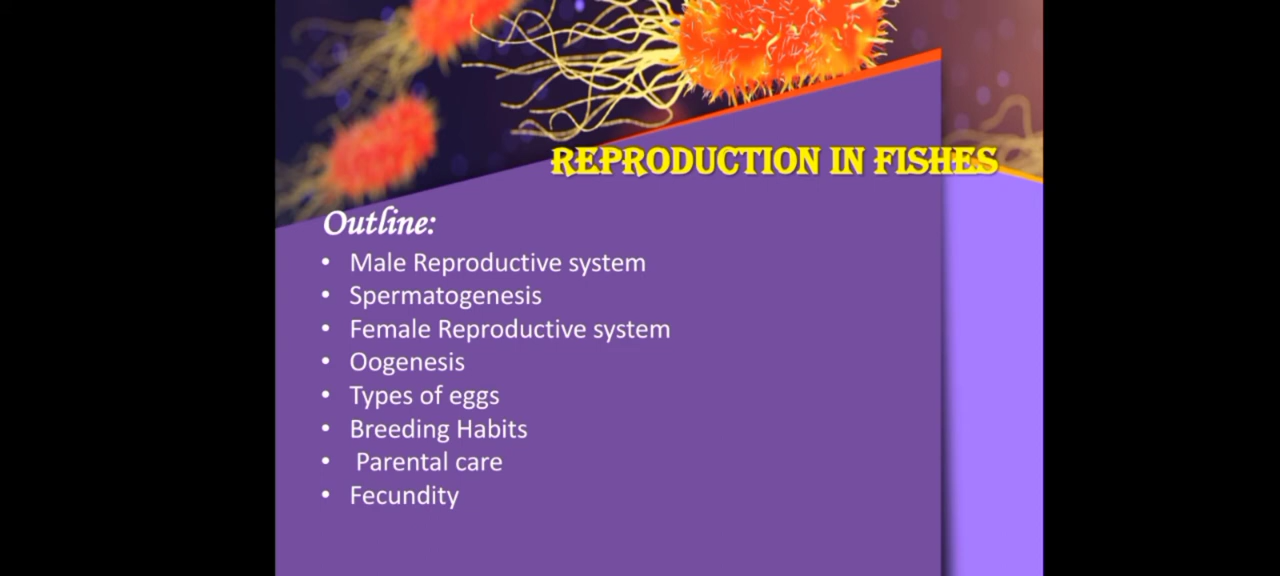 REPRODUCTION IN FISHES
Outline:
• Male Reproductive system
• Spermatogenesis
• Female Reproductive system
• Oogenesis
• Types of eggs
• Breeding Habits
• Parental care
• Fecundity